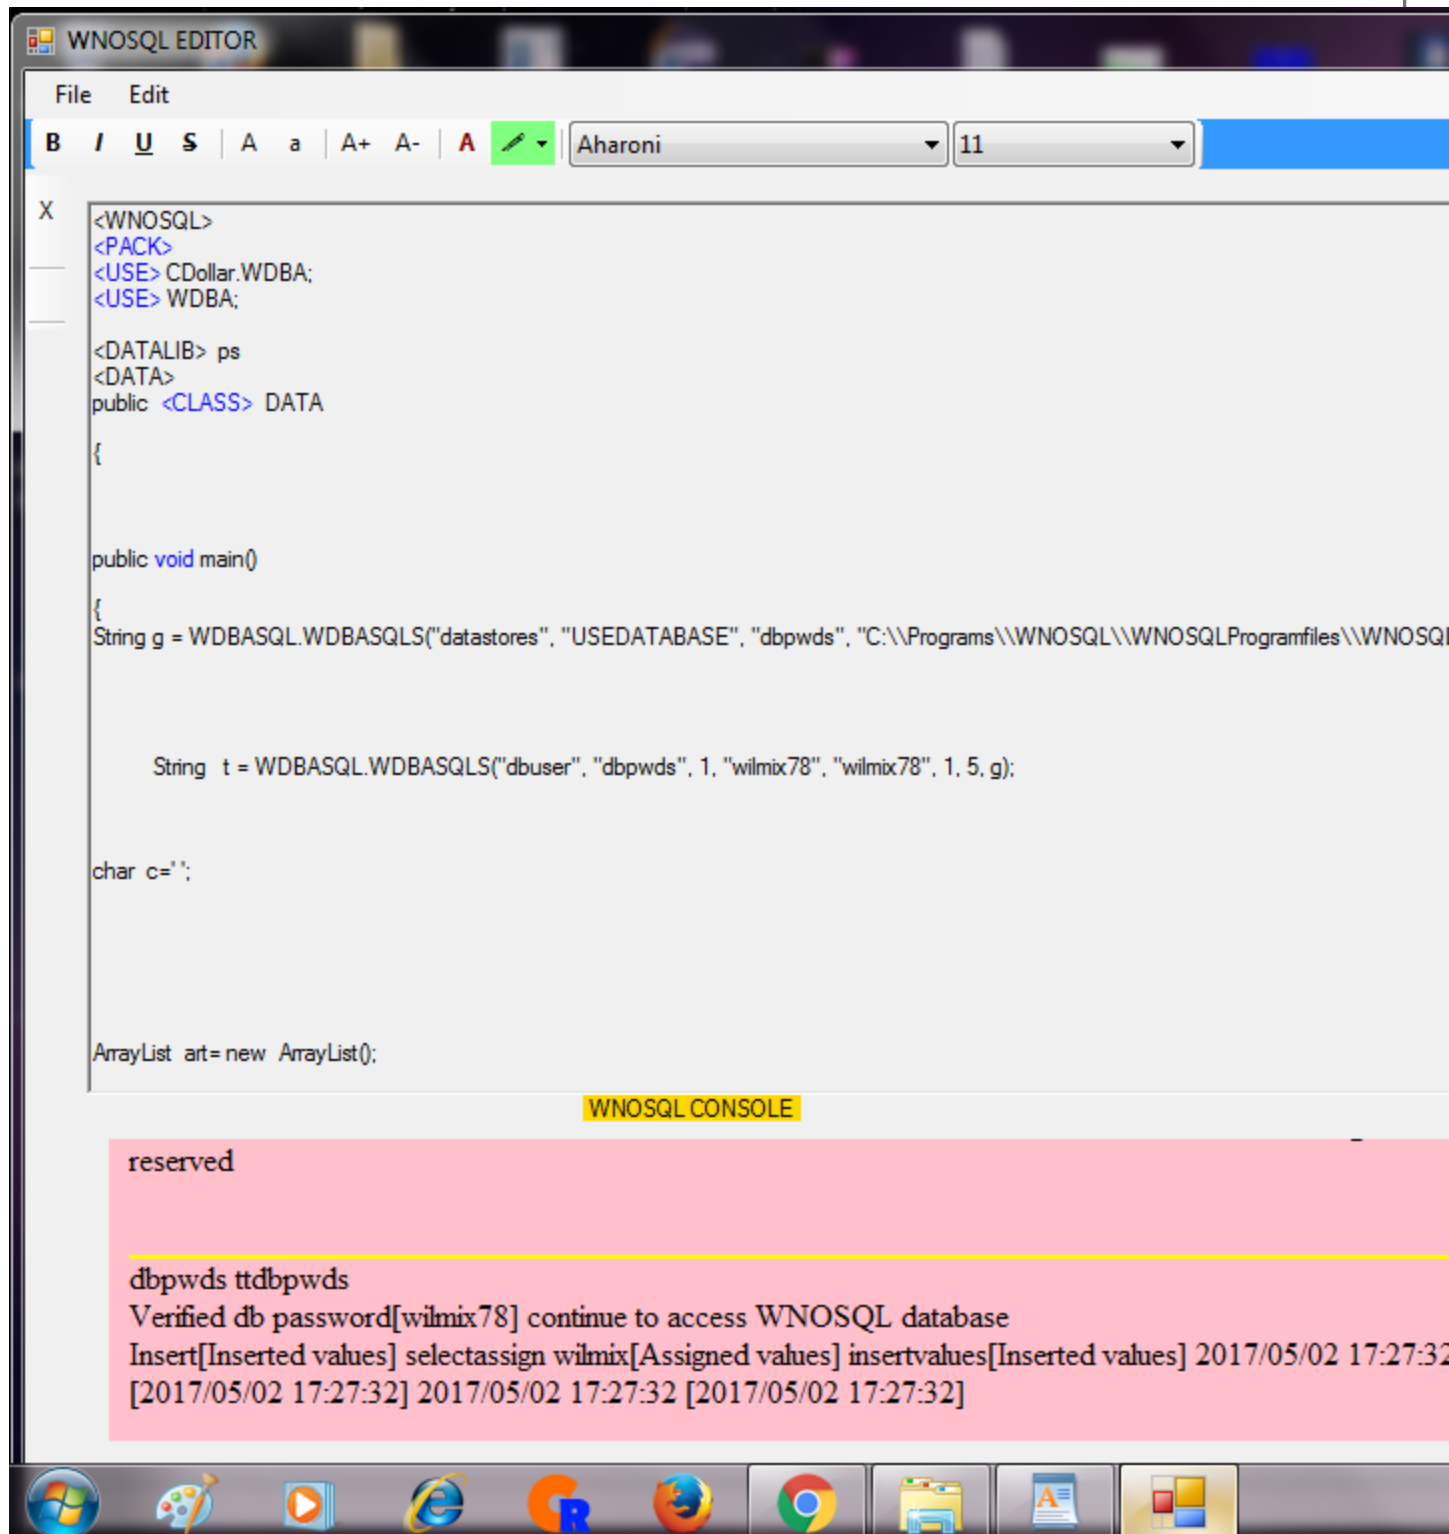 WNOSQL EDITOR
File Edit
B I U S A a A+ A- A Aharoni 11
X
<WNOSQL>
<PACK>
<USE> CDollar.WDBA;
<USE> WDBA;
<DATALIB> ps
<DATA>
public <CLASS> DATA
{
public void main()
{
String g = WDBASQL.WDBASQLS("datastores", "USEDATABASE", "dbpwds", "C:\\Programs\\WNOSQL\\WNOSQLProgramfiles\\WNOSQL
String t = WDBASQL.WDBASQLS("dbuser", "dbpwds", 1, "wilmix78", "wilmix78", 1, 5, g);
char c=' ';
ArrayList art= new ArrayList();
WNOSQL CONSOLE
reserved
dbpwds ttdbpwds
Verified db password[wilmix78] continue to access WNOSQL database
Insert[Inserted values] selectassign wilmix[Assigned values] insertvalues[Inserted values] 2017/05/02 17:27:32
[2017/05/02 17:27:32] 2017/05/02 17:27:32 [2017/05/02 17:27:32]